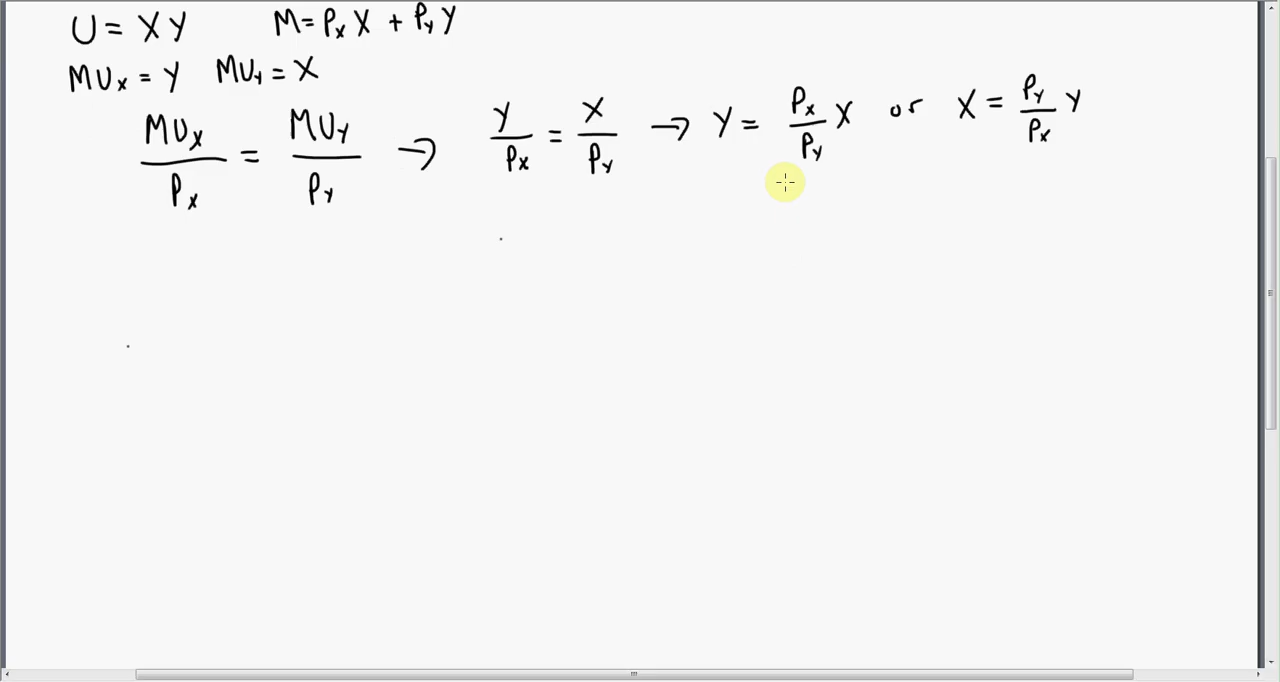 U = XY M = PxX + PyY
MUx = Y MUy = X
MUx/Px = MUy/Py → Y/Px = X/Py → Y = Px/Py X or X = Py/Px Y